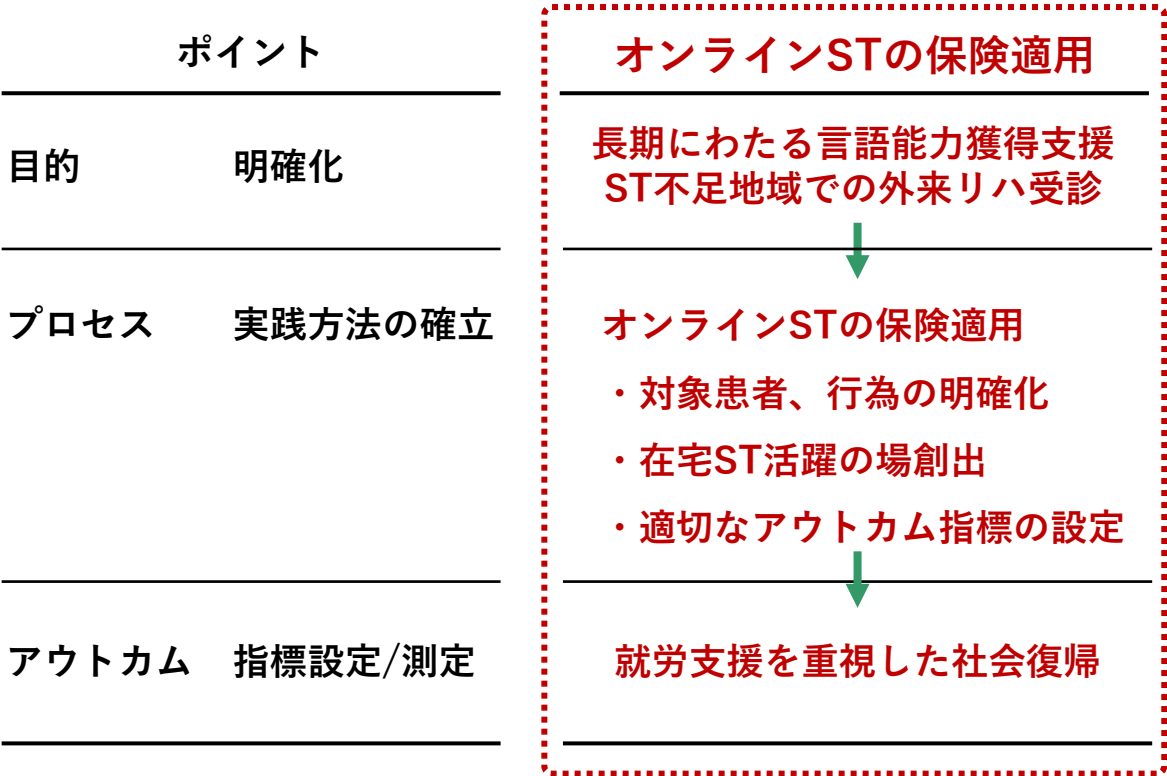 ポイント
オンラインSTの保険適用
目的 明確化
長期にわたる言語能力獲得支援
ST不足地域での外来リハ受診
プロセス 実践方法の確立
オンラインSTの保険適用
・対象患者、行為の明確化
・在宅ST活躍の場創出
・適切なアウトカム指標の設定
アウトカム 指標設定/測定
就労支援を重視した社会復帰